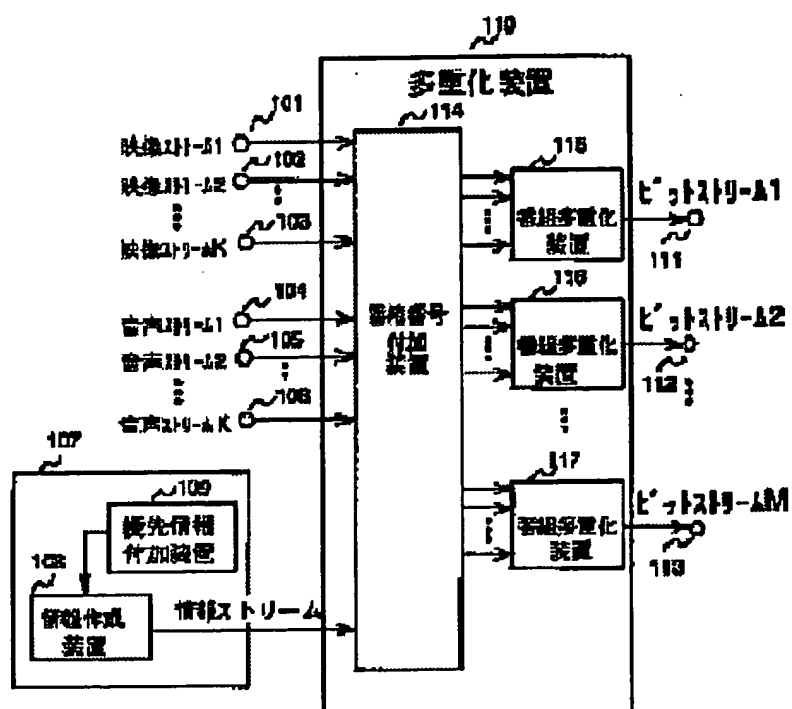 110
多重化装置
114
101
映像ストリーム1
102
映像ストリーム2
103
映像ストリームK
104
音声ストリーム1
105
音声ストリーム2
106
音声ストリームK
番組番号
付加
装置
115
番組多重化
装置
ビットストリーム1
111
116
番組多重化
装置
ビットストリーム2
112
117
番組多重化
装置
ビットストリームM
113
107
109
優先情報
付加装置
108
情報作成
装置
情報ストリーム